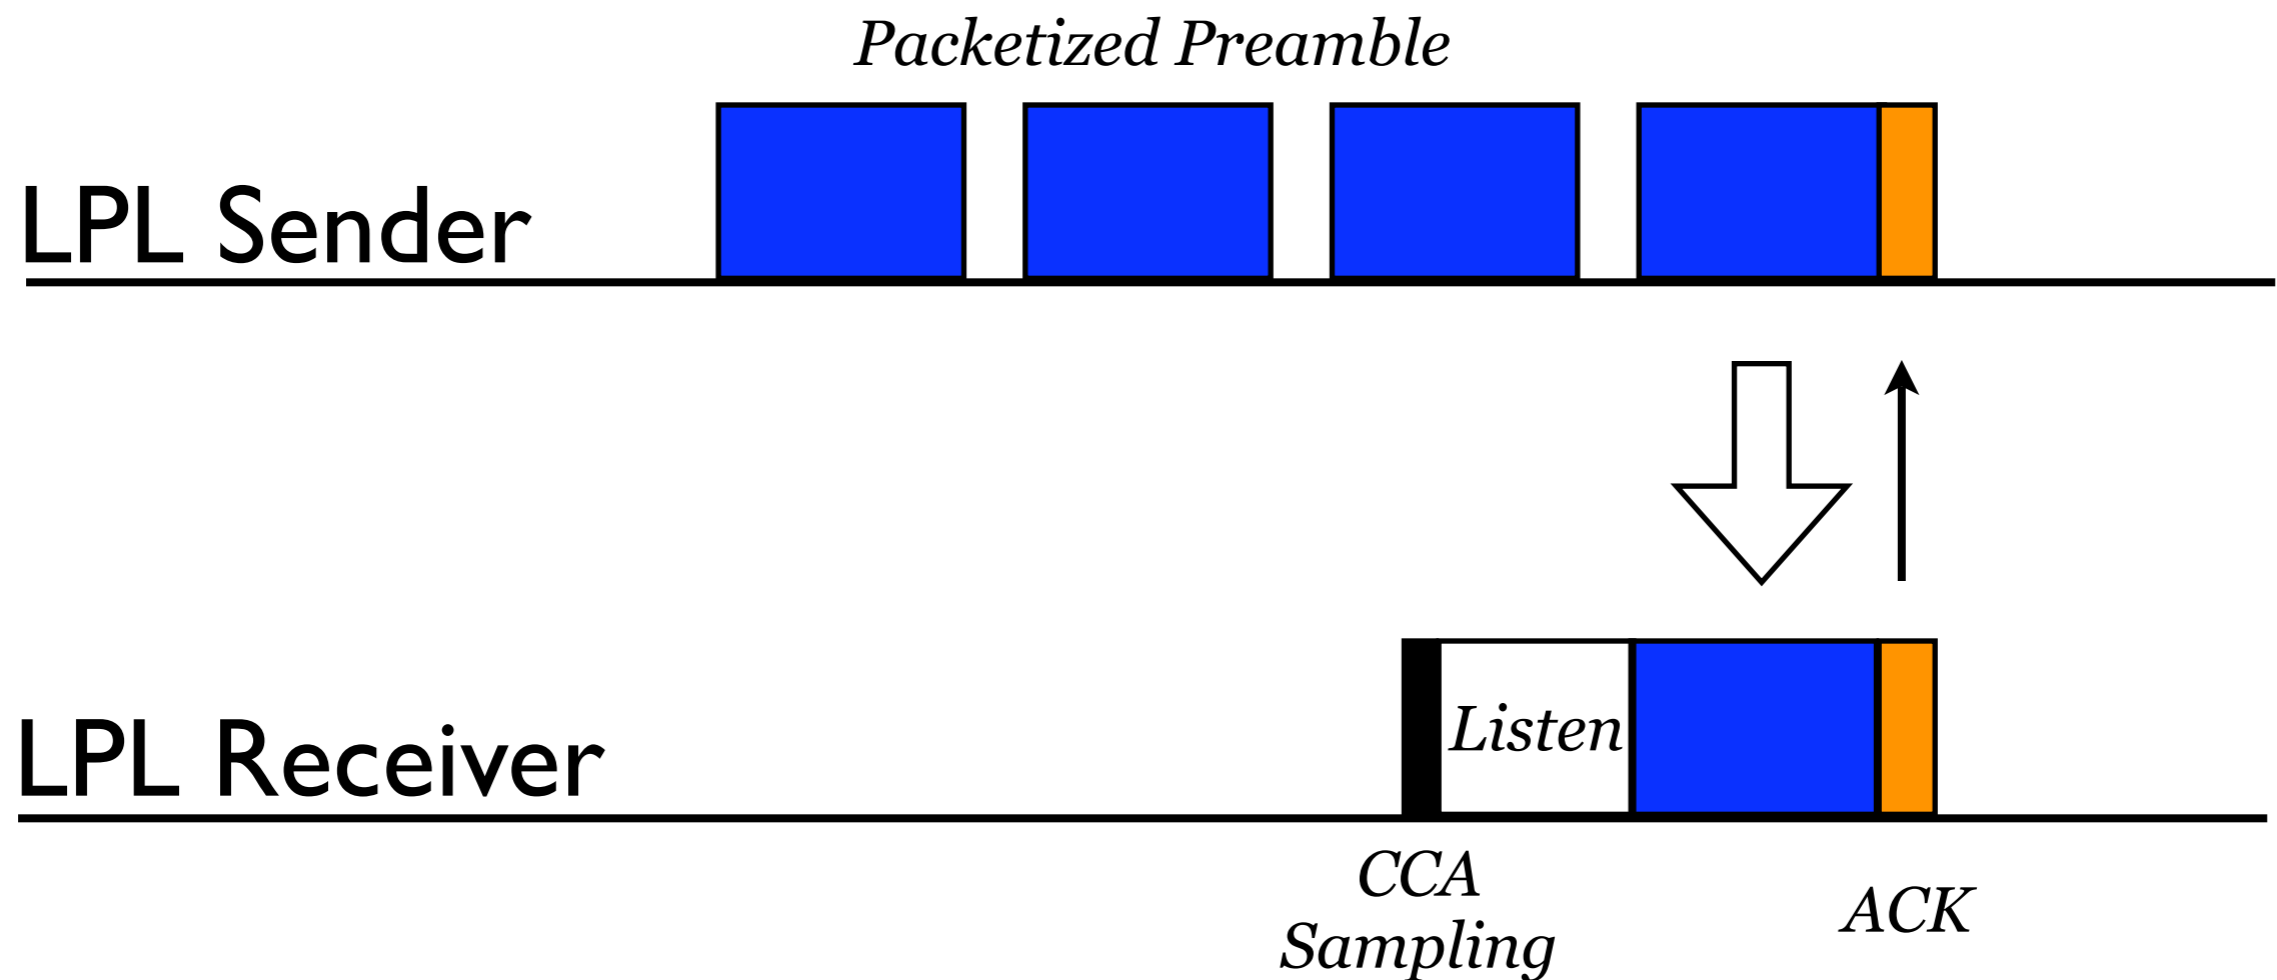 Packetized Preamble
LPL Sender
LPL Receiver
Listen
CCA
Sampling
ACK